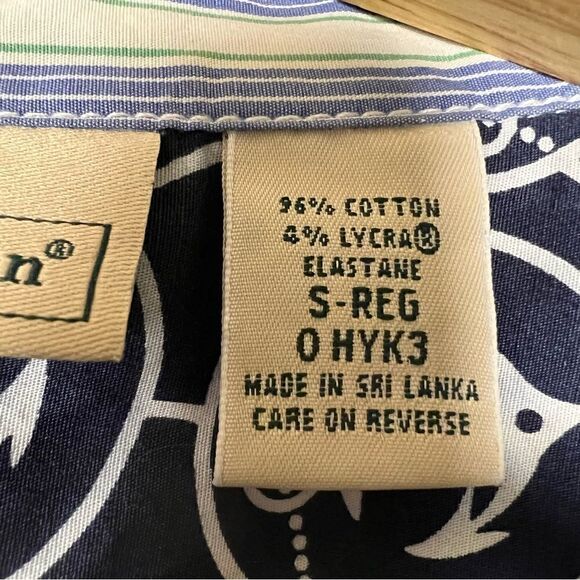 n®
96% COTTON
4% LYCRA®
ELASTANE
S-REG
0 HYK3
MADE IN SRI LANKA
CARE ON REVERSE